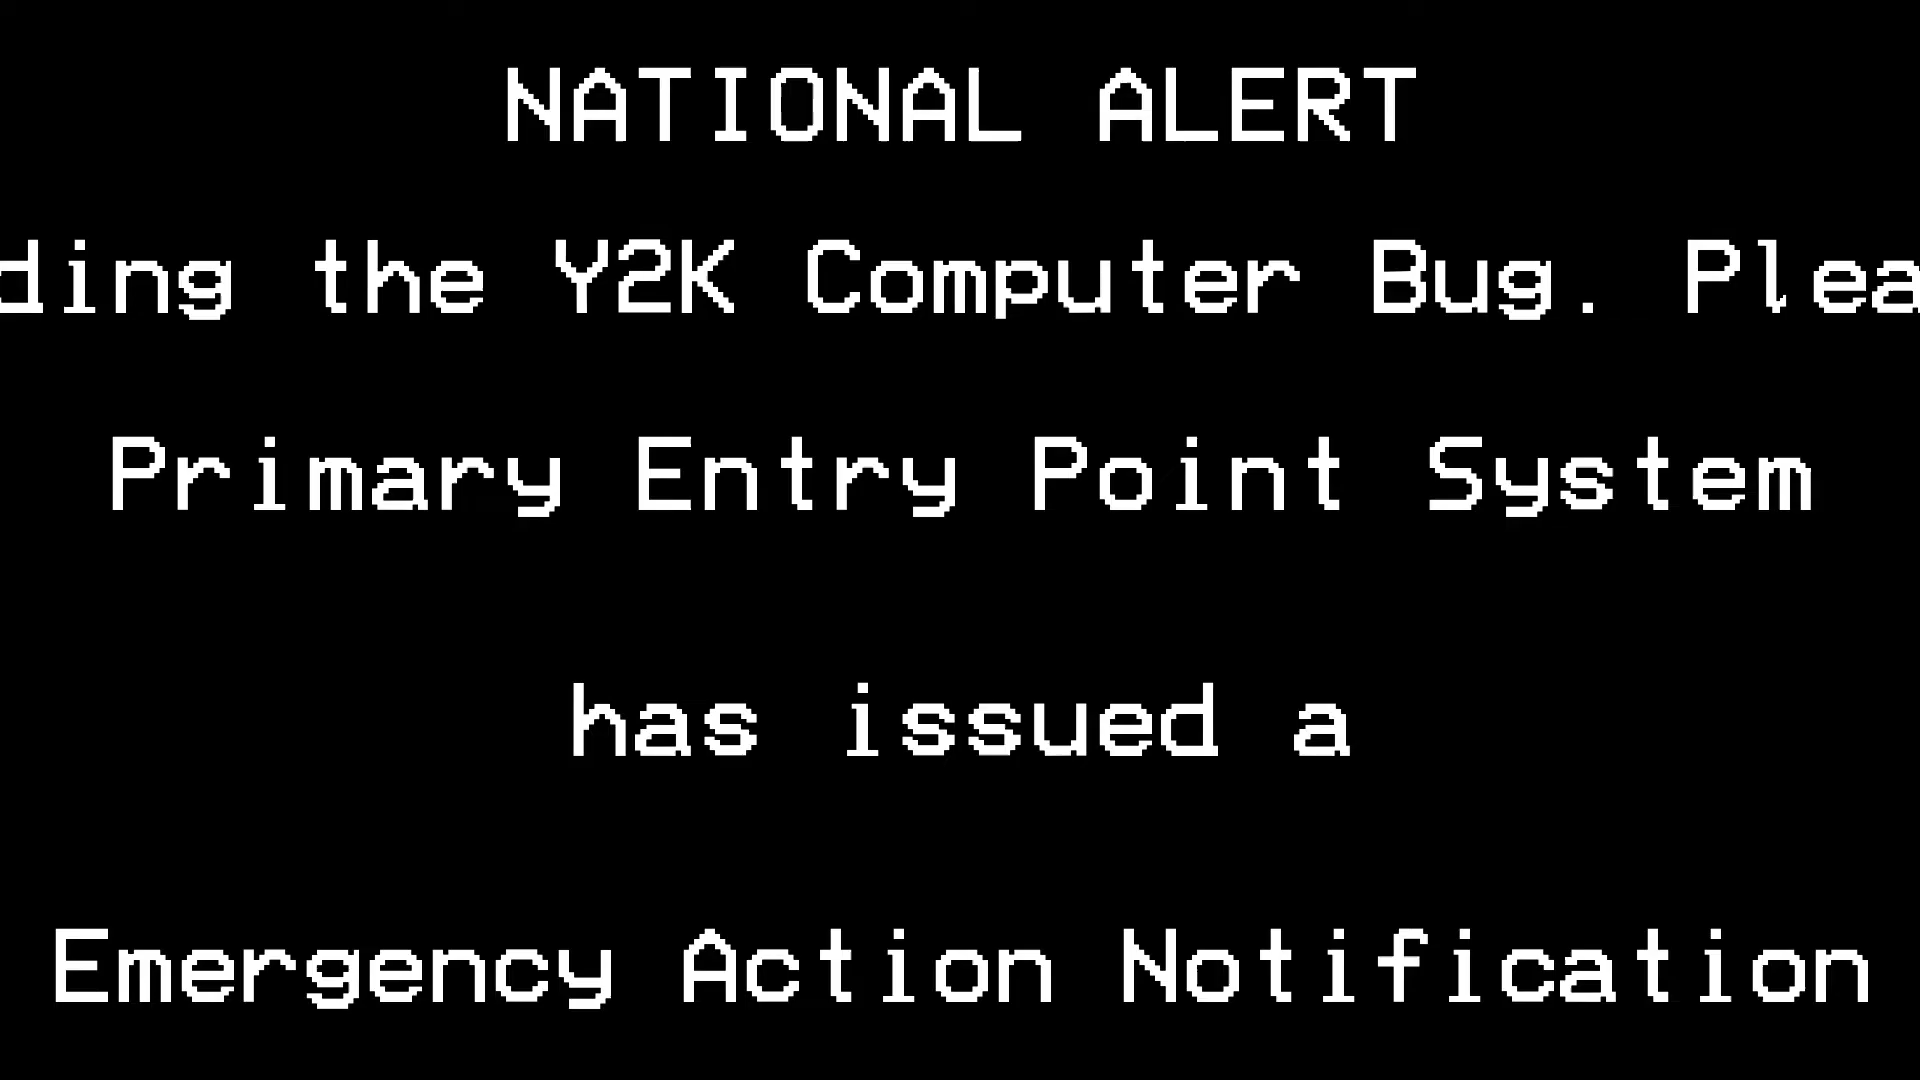 NATIONAL ALERT
ding the Y2K Computer Bug. Plea
Primary Entry Point System
has issued a
Emergency Action Notification